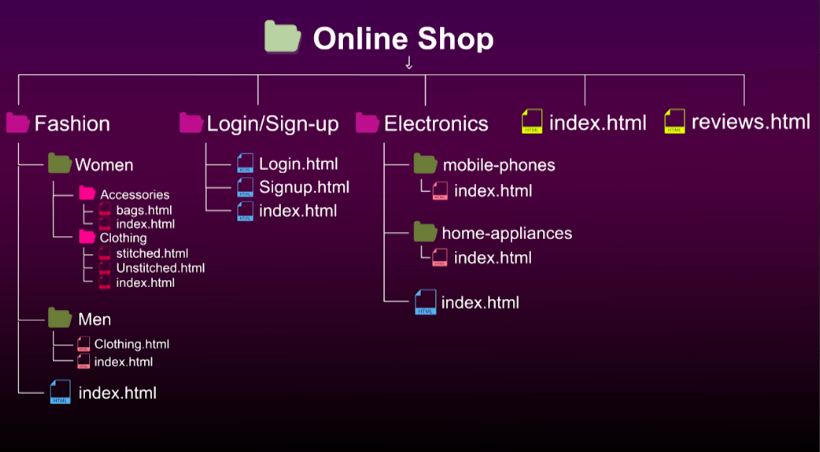 Online Shop
Fashion
Women
Accessories
bags.html
index.html
Clothing
stitched.html
Unstitched.html
index.html
Men
Clothing.html
index.html
index.html
Login/Sign-up
Login.html
Signup.html
index.html
Electronics
mobile-phones
index.html
home-appliances
index.html
index.html
index.html
reviews.html